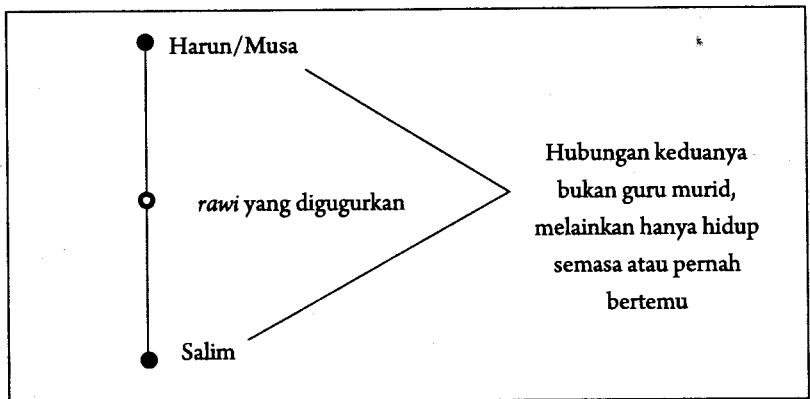 Harun/Musa
rawi yang digugurkan
Salim
Hubungan keduanya
bukan guru murid,
melainkan hanya hidup
semasa atau pernah
bertemu